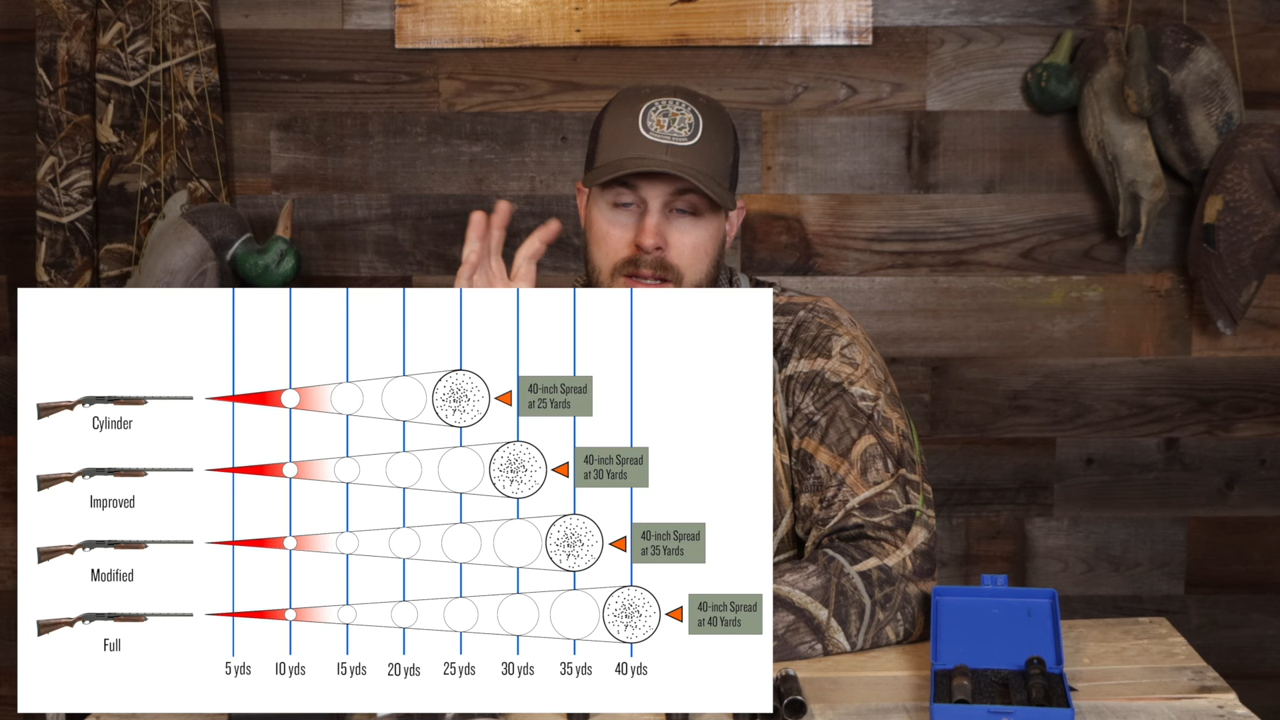 40-inch Spread
at 25 Yards
Cylinder
40-inch Spread
at 30 Yards
Improved
40-inch Spread
at 35 Yards
Modified
40-inch Spread
at 40 Yards
Full
5 yds 10 yds 15 yds 20 yds 25 yds 30 yds 35 yds 40 yds